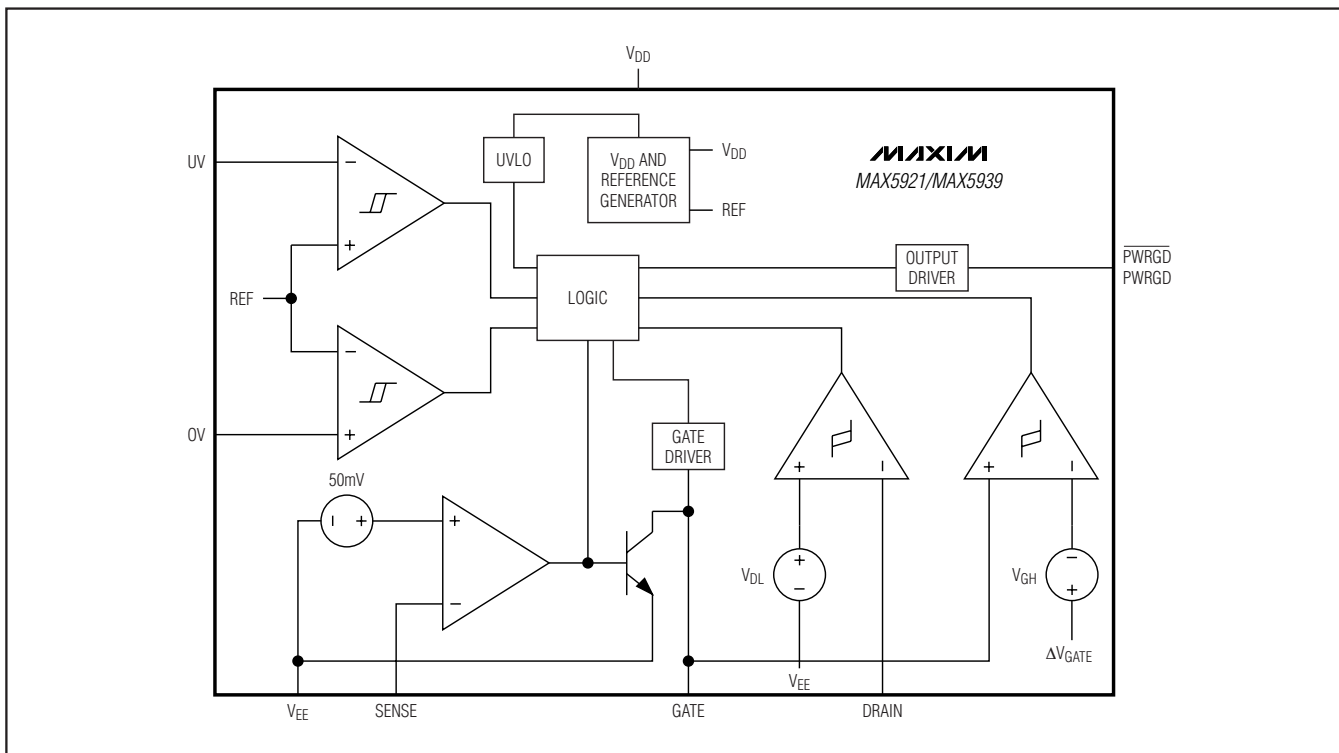 VDD
UV
−
+
REF
−
+
OV
UVLO
VDD AND
REFERENCE
GENERATOR
VDD
REF
MAXIM
MAX5921/MAX5939
LOGIC
OUTPUT
DRIVER
PWRGD
PWRGD
GATE
DRIVER
50mV
− +
+
−
+ −
+ −
VDL
+
−
VEE
VGH
−
+
ΔVGATE
VEE
SENSE
GATE
DRAIN